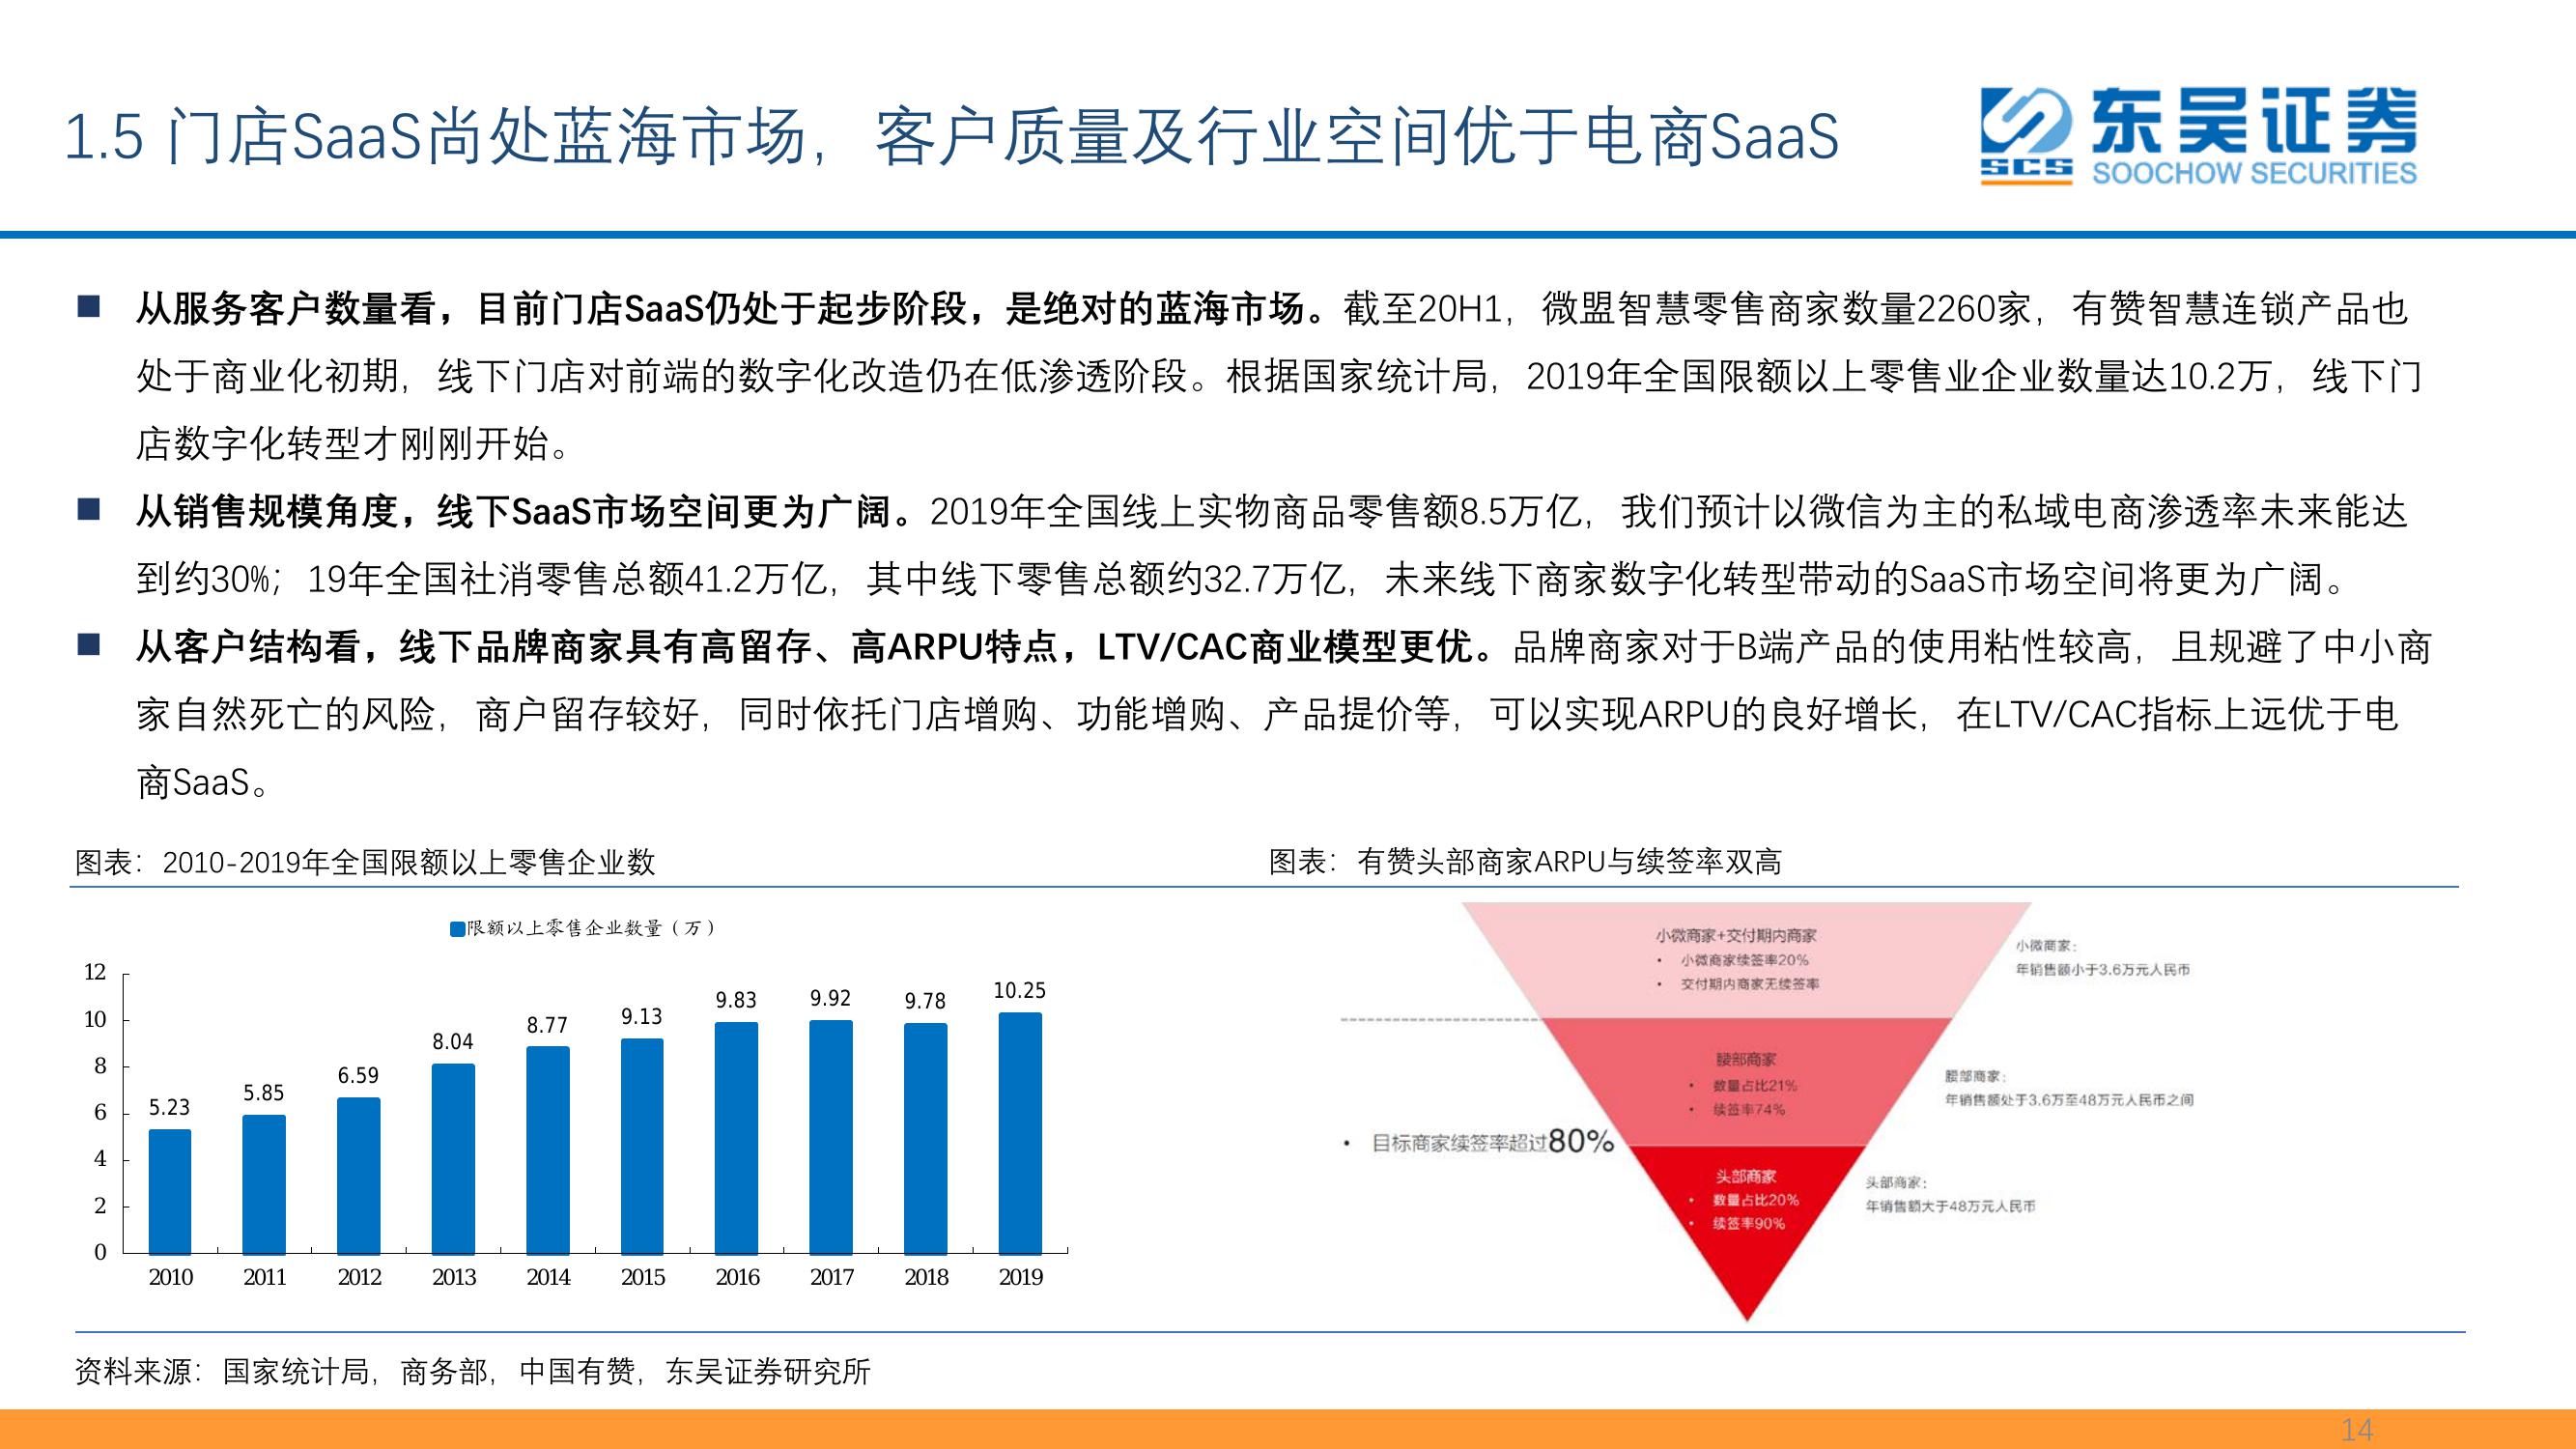 1.5 门店SaaS尚处蓝海市场，客户质量及行业空间优于电商SaaS
SCS
东吴证券
SOOCHOW SECURITIES
■ 从服务客户数量看，目前门店SaaS仍处于起步阶段，是绝对的蓝海市场。截至20H1，微盟智慧零售商家数量2260家，有赞智慧连锁产品也
处于商业化初期，线下门店对前端的数字化改造仍在低渗透阶段。根据国家统计局，2019年全国限额以上零售业企业数量达10.2万，线下门
店数字化转型才刚刚开始。
■ 从销售规模角度，线下SaaS市场空间更为广阔。2019年全国线上实物商品零售额8.5万亿，我们预计以微信为主的私域电商渗透率未来能达
到约30%；19年全国社消零售总额41.2万亿，其中线下零售总额约32.7万亿，未来线下商家数字化转型带动的SaaS市场空间将更为广阔。
■ 从客户结构看，线下品牌商家具有高留存、高ARPU特点，LTV/CAC商业模型更优。品牌商家对于B端产品的使用粘性较高，且规避了中小商
家自然死亡的风险，商户留存较好，同时依托门店增购、功能增购、产品提价等，可以实现ARPU的良好增长，在LTV/CAC指标上远优于电
商SaaS。
图表：2010-2019年全国限额以上零售企业数
限额以上零售企业数量（万）
12
10
8
6
4
2
0
5.23
5.85
6.59
8.04
8.77
9.13
9.83
9.92
9.78
10.25
2010 2011 2012 2013 2014 2015 2016 2017 2018 2019
图表：有赞头部商家ARPU与续签率双高
小微商家+交付期内商家
• 小微商家续签率20%
• 交付期内商家无续签率
小微商家：
年销售额小于3.6万元人民币
腰部商家
• 数量占比21%
• 续签率74%
腰部商家：
年销售额处于3.6万至48万元人民币之间
• 目标商家续签率超过80%
头部商家
• 数量占比20%
• 续签率90%
头部商家：
年销售额大于48万元人民币
资料来源：国家统计局，商务部，中国有赞，东吴证券研究所
14